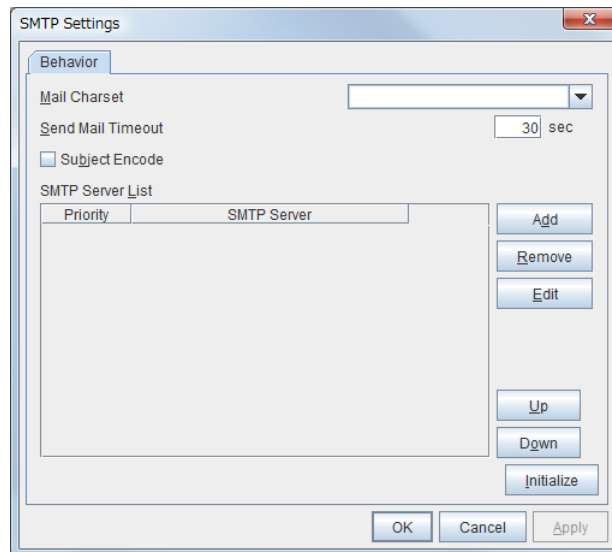 SMTP Settings
Behavior
Mail Charset
Send Mail Timeout 30 sec
Subject Encode
SMTP Server List
Priority SMTP Server
Add
Remove
Edit
Up
Down
Initialize
OK Cancel Apply